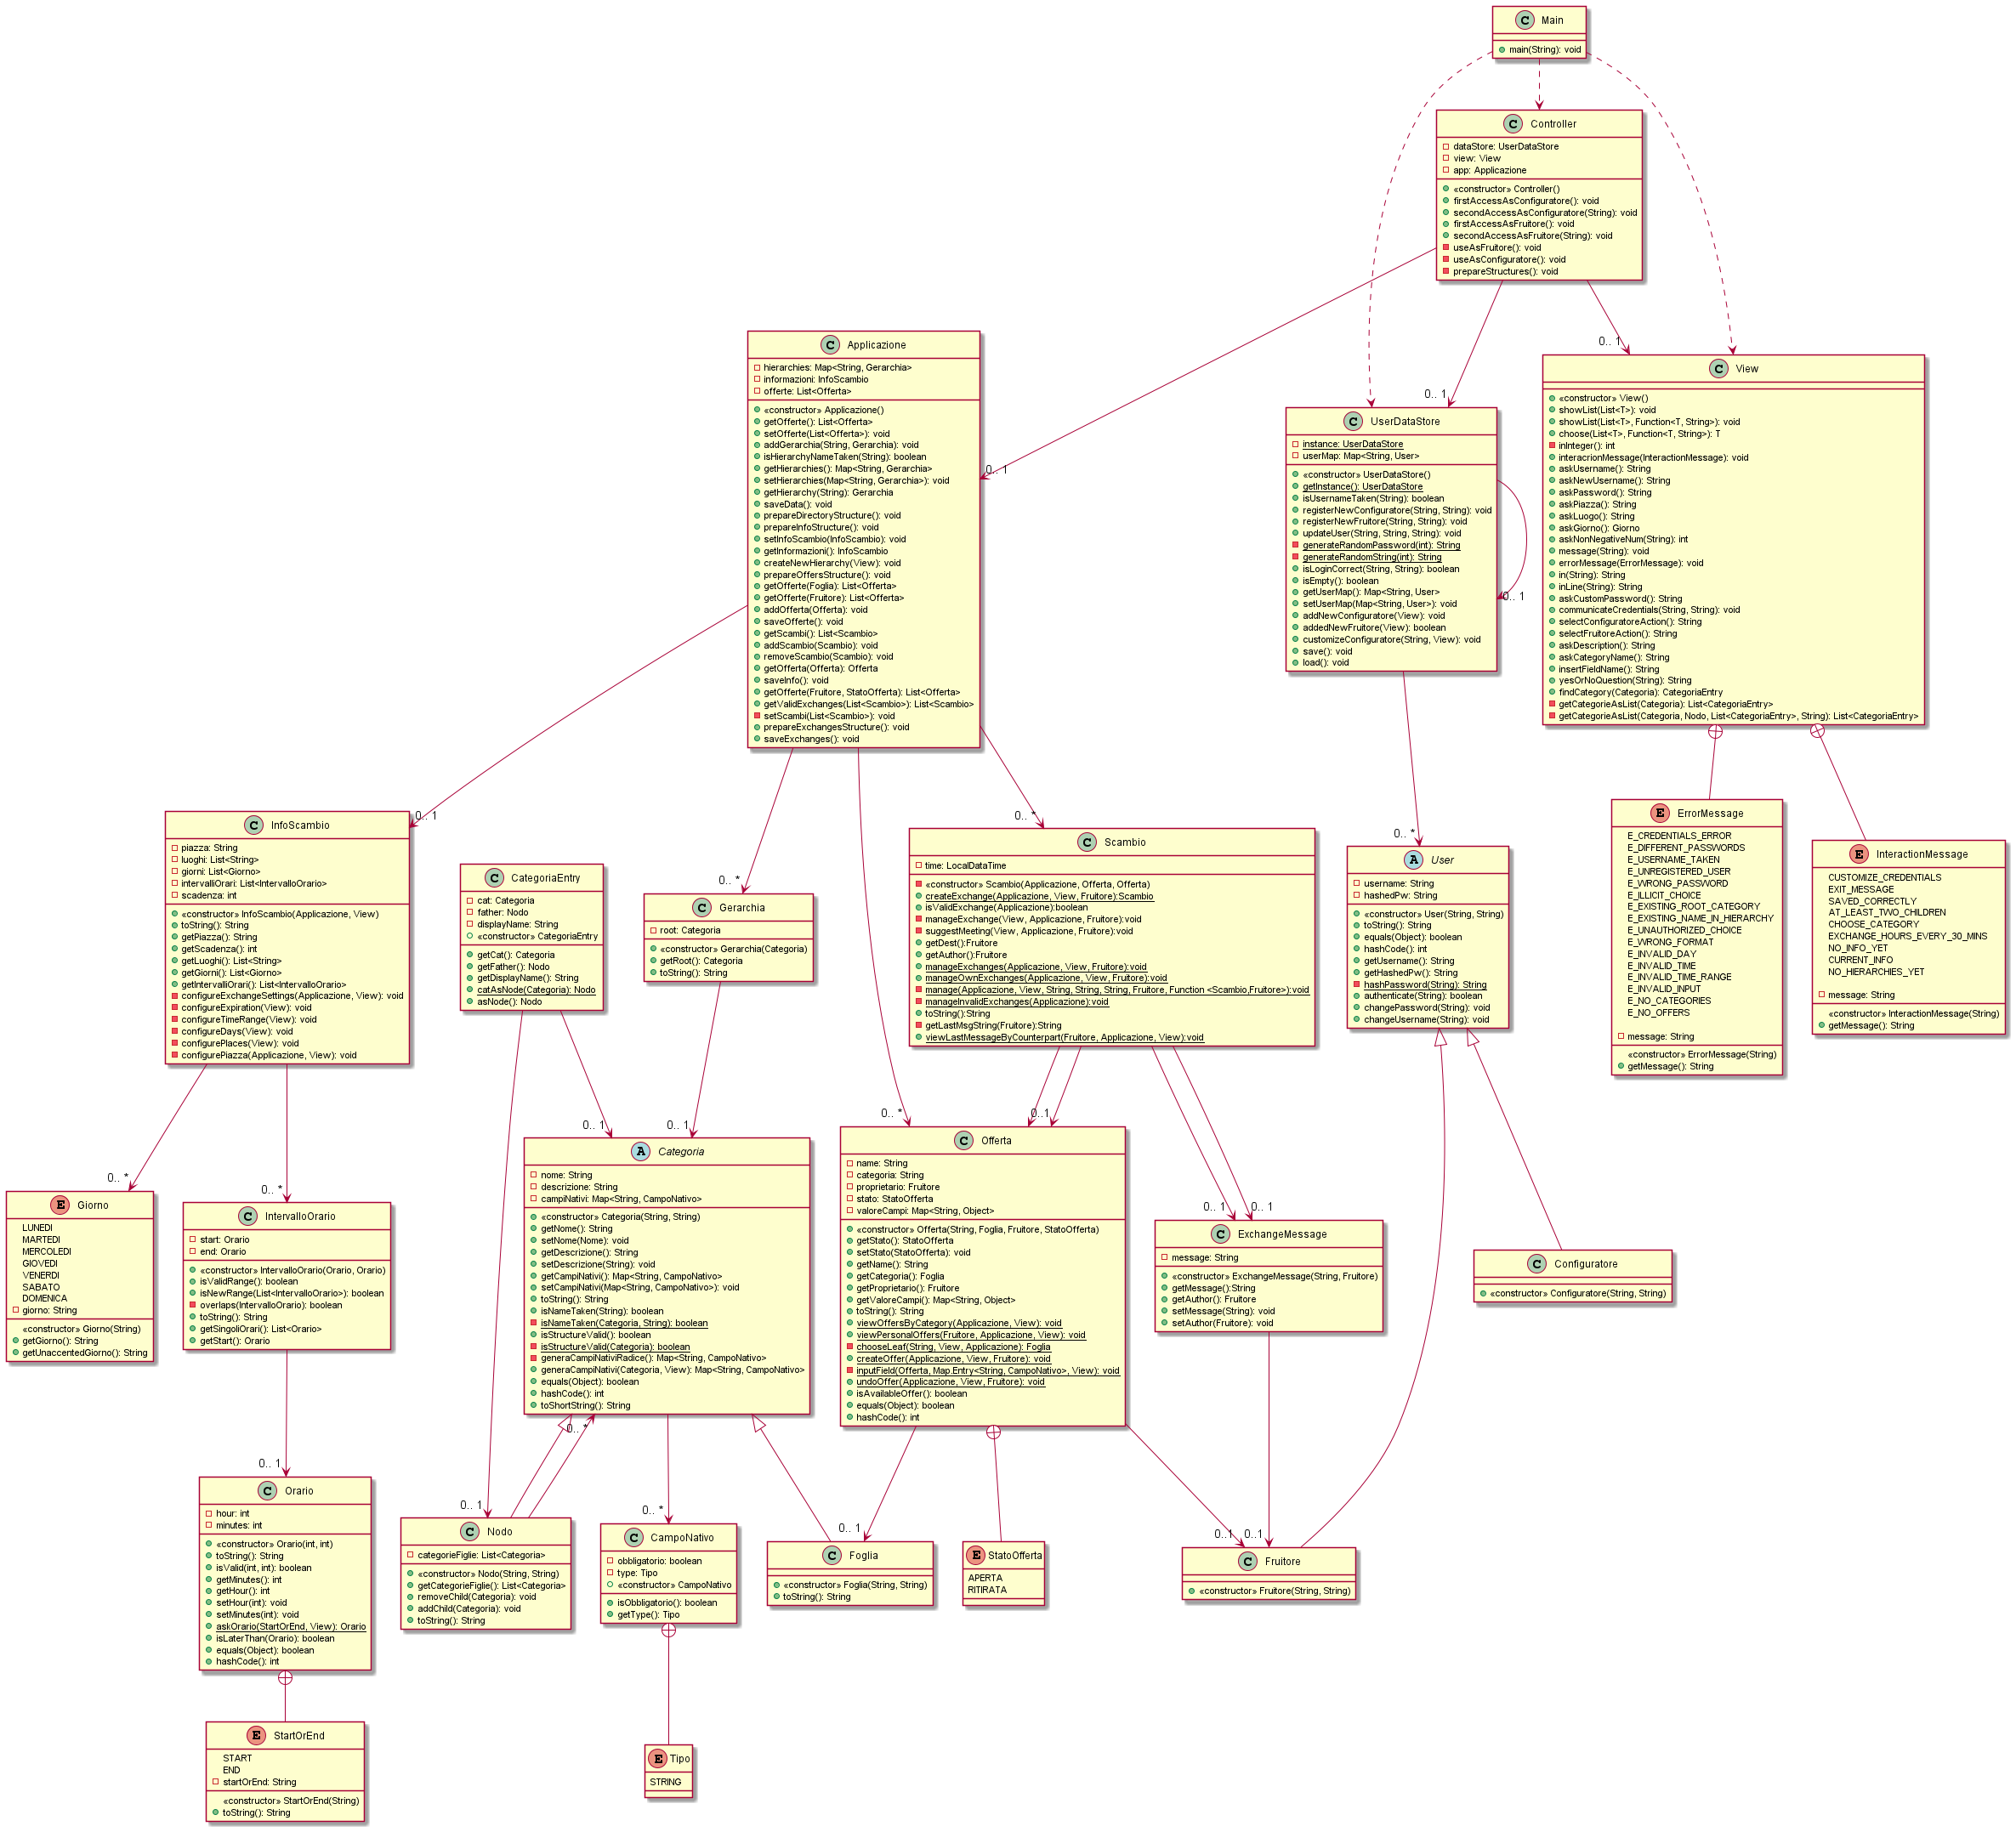 C Main
main(String): void
C Controller
dataStore: UserDataStore
view: View
app: Applicazione
«constructor» Controller()
firstAccessAsConfiguratore(): void
secondAccessAsConfiguratore(String): void
firstAccessAsFruitore(): void
secondAccessAsFruitore(String): void
useAsFruitore(): void
useAsConfiguratore(): void
prepareStructures(): void
0.. 1
0.. 1
0.. 1
C Applicazione
hierarchies: Map<String, Gerarchia>
informazioni: InfoScambio
offerte: List<Offerta>
«constructor» Applicazione()
getOfferte(): List<Offerta>
setOfferte(List<Offerta>): void
addGerarchia(String, Gerarchia): void
isHierarchyNameTaken(String): boolean
getHierarchies(): Map<String, Gerarchia>
setHierarchies(Map<String, Gerarchia>): void
getHierarchy(String): Gerarchia
saveData(): void
prepareDirectoryStructure(): void
prepareInfoStructure(): void
setInfoScambio(InfoScambio): void
getInformazioni(): InfoScambio
createNewHierarchy(View): void
prepareOffersStructure(): void
getOfferte(Foglia): List<Offerta>
getOfferte(Fruitore): List<Offerta>
addOfferta(Offerta): void
saveOfferte(): void
getScambi(): List<Scambio>
addScambio(Scambio): void
removeScambio(Scambio): void
getOfferta(Offerta): Offerta
saveInfo(): void
getOfferte(Fruitore, StatoOfferta): List<Offerta>
getValidExchanges(List<Scambio>): List<Scambio>
setScambi(List<Scambio>): void
prepareExchangesStructure(): void
saveExchanges(): void
C UserDataStore
instance: UserDataStore
userMap: Map<String, User>
«constructor» UserDataStore()
getInstance(): UserDataStore
isUsernameTaken(String): boolean
registerNewConfiguratore(String, String): void
registerNewFruitore(String, String): void
updateUser(String, String, String): void
generateRandomPassword(int): String
generateRandomString(int): String
isLoginCorrect(String, String): boolean
isEmpty(): boolean
getUserMap(): Map<String, User>
setUserMap(Map<String, User>): void
addNewConfiguratore(View): void
addedNewFruitore(View): boolean
customizeConfiguratore(String, View): void
save(): void
load(): void
0.. 1
C View
«constructor» View()
showList(List<T>): void
showList(List<T>, Function<T, String>): void
choose(List<T>, Function<T, String>): T
inInteger(): int
interacrionMessage(InteractionMessage): void
askUsername(): String
askNewUsername(): String
askPassword(): String
askPiazza(): String
askLuogo(): String
askGiorno(): Giorno
askNonNegativeNum(String): int
message(String): void
errorMessage(ErrorMessage): void
in(String): String
inLine(String): String
askCustomPassword(): String
communicateCredentials(String, String): void
selectConfiguratoreAction(): String
selectFruitoreAction(): String
askDescription(): String
askCategoryName(): String
insertFieldName(): String
yesOrNoQuestion(String): String
findCategory(Categoria): CategoriaEntry
getCategorieAsList(Categoria): List<CategoriaEntry>
getCategorieAsList(Categoria, Nodo, List<CategoriaEntry>, String): List<CategoriaEntry>
0.. 1
0.. *
0.. *
0.. *
C InfoScambio
piazza: String
luoghi: List<String>
giorni: List<Giorno>
intervalliOrari: List<IntervalloOrario>
scadenza: int
«constructor» InfoScambio(Applicazione, View)
toString(): String
getPiazza(): String
getScadenza(): int
getLuoghi(): List<String>
getGiorni(): List<Giorno>
getIntervalliOrari(): List<IntervalloOrario>
configureExchangeSettings(Applicazione, View): void
configureExpiration(View): void
configureTimeRange(View): void
configureDays(View): void
configurePlaces(View): void
configurePiazza(Applicazione, View): void
C CategoriaEntry
cat: Categoria
father: Nodo
displayName: String
«constructor» CategoriaEntry
getCat(): Categoria
getFather(): Nodo
getDisplayName(): String
catAsNode(Categoria): Nodo
asNode(): Nodo
C Gerarchia
root: Categoria
«constructor» Gerarchia(Categoria)
getRoot(): Categoria
toString(): String
C Scambio
time: LocalDataTime
«constructor» Scambio(Applicazione, Offerta, Offerta)
createExchange(Applicazione, View, Fruitore):Scambio
isValidExchange(Applicazione):boolean
manageExchange(View, Applicazione, Fruitore):void
suggestMeeting(View, Applicazione, Fruitore):void
getDest():Fruitore
getAuthor():Fruitore
manageExchanges(Applicazione, View, Fruitore):void
manageOwnExchanges(Applicazione, View, Fruitore):void
manage(Applicazione, View, String, String, String, Fruitore, Function <Scambio,Fruitore>):void
manageInvalidExchanges(Applicazione):void
toString():String
getLastMsgString(Fruitore):String
viewLastMessageByCounterpart(Fruitore, Applicazione, View):void
A User
username: String
hashedPw: String
«constructor» User(String, String)
toString(): String
equals(Object): boolean
hashCode(): int
getUsername(): String
getHashedPw(): String
hashPassword(String): String
authenticate(String): boolean
changePassword(String): void
changeUsername(String): void
E ErrorMessage
E_CREDENTIALS_ERROR
E_DIFFERENT_PASSWORDS
E_USERNAME_TAKEN
E_UNREGISTERED_USER
E_WRONG_PASSWORD
E_ILLICIT_CHOICE
E_EXISTING_ROOT_CATEGORY
E_EXISTING_NAME_IN_HIERARCHY
E_UNAUTHORIZED_CHOICE
E_WRONG_FORMAT
E_INVALID_DAY
E_INVALID_TIME
E_INVALID_TIME_RANGE
E_INVALID_INPUT
E_NO_CATEGORIES
E_NO_OFFERS
message: String
«constructor» ErrorMessage(String)
getMessage(): String
E InteractionMessage
CUSTOMIZE_CREDENTIALS
EXIT_MESSAGE
SAVED_CORRECTLY
AT_LEAST_TWO_CHILDREN
CHOOSE_CATEGORY
EXCHANGE_HOURS_EVERY_30_MINS
NO_INFO_YET
CURRENT_INFO
NO_HIERARCHIES_YET
message: String
«constructor» InteractionMessage(String)
getMessage(): String
0.. *
0.. *
0.. 1
0.. 1
0.. *
0..1
0.. 1
0.. 1
E Giorno
LUNEDI
MARTEDI
MERCOLEDI
GIOVEDI
VENERDI
SABATO
DOMENICA
giorno: String
«constructor» Giorno(String)
getGiorno(): String
getUnaccentedGiorno(): String
C IntervalloOrario
start: Orario
end: Orario
«constructor» IntervalloOrario(Orario, Orario)
isValidRange(): boolean
isNewRange(List<IntervalloOrario>): boolean
overlaps(IntervalloOrario): boolean
toString(): String
getSingoliOrari(): List<Orario>
getStart(): Orario
A Categoria
nome: String
descrizione: String
campiNativi: Map<String, CampoNativo>
«constructor» Categoria(String, String)
getNome(): String
setNome(Nome): void
getDescrizione(): String
setDescrizione(String): void
getCampiNativi(): Map<String, CampoNativo>
setCampiNativi(Map<String, CampoNativo>): void
toString(): String
isNameTaken(String): boolean
isNameTaken(Categoria, String): boolean
isStructureValid(): boolean
isStructureValid(Categoria): boolean
generaCampiNativiRadice(): Map<String, CampoNativo>
generaCampiNativi(Categoria, View): Map<String, CampoNativo>
equals(Object): boolean
hashCode(): int
toShortString(): String
C Offerta
name: String
categoria: String
proprietario: Fruitore
stato: StatoOfferta
valoreCampi: Map<String, Object>
«constructor» Offerta(String, Foglia, Fruitore, StatoOfferta)
getStato(): StatoOfferta
setStato(StatoOfferta): void
getName(): String
getCategoria(): Foglia
getProprietario(): Fruitore
getValoreCampi(): Map<String, Object>
toString(): String
viewOffersByCategory(Applicazione, View): void
viewPersonalOffers(Fruitore, Applicazione, View): void
chooseLeaf(String, View, Applicazione): Foglia
createOffer(Applicazione, View, Fruitore): void
inputField(Offerta, Map.Entry<String, CampoNativo>, View): void
undoOffer(Applicazione, View, Fruitore): void
isAvailableOffer(): boolean
equals(Object): boolean
hashCode(): int
C ExchangeMessage
message: String
«constructor» ExchangeMessage(String, Fruitore)
getMessage():String
getAuthor(): Fruitore
setMessage(String): void
setAuthor(Fruitore): void
C Configuratore
«constructor» Configuratore(String, String)
0.. *
0.. 1
0.. 1
0.. *
0.. 1
0..1
0..1
C Orario
hour: int
minutes: int
«constructor» Orario(int, int)
toString(): String
isValid(int, int): boolean
getMinutes(): int
getHour(): int
setHour(int): void
setMinutes(int): void
askOrario(StartOrEnd, View): Orario
isLaterThan(Orario): boolean
equals(Object): boolean
hashCode(): int
C Nodo
categorieFiglie: List<Categoria>
«constructor» Nodo(String, String)
getCategorieFiglie(): List<Categoria>
removeChild(Categoria): void
addChild(Categoria): void
toString(): String
C CampoNativo
obbligatorio: boolean
type: Tipo
«constructor» CampoNativo
isObbligatorio(): boolean
getType(): Tipo
C Foglia
«constructor» Foglia(String, String)
toString(): String
E StatoOfferta
APERTA
RITIRATA
C Fruitore
«constructor» Fruitore(String, String)
E StartOrEnd
START
END
startOrEnd: String
«constructor» StartOrEnd(String)
toString(): String
E Tipo
STRING